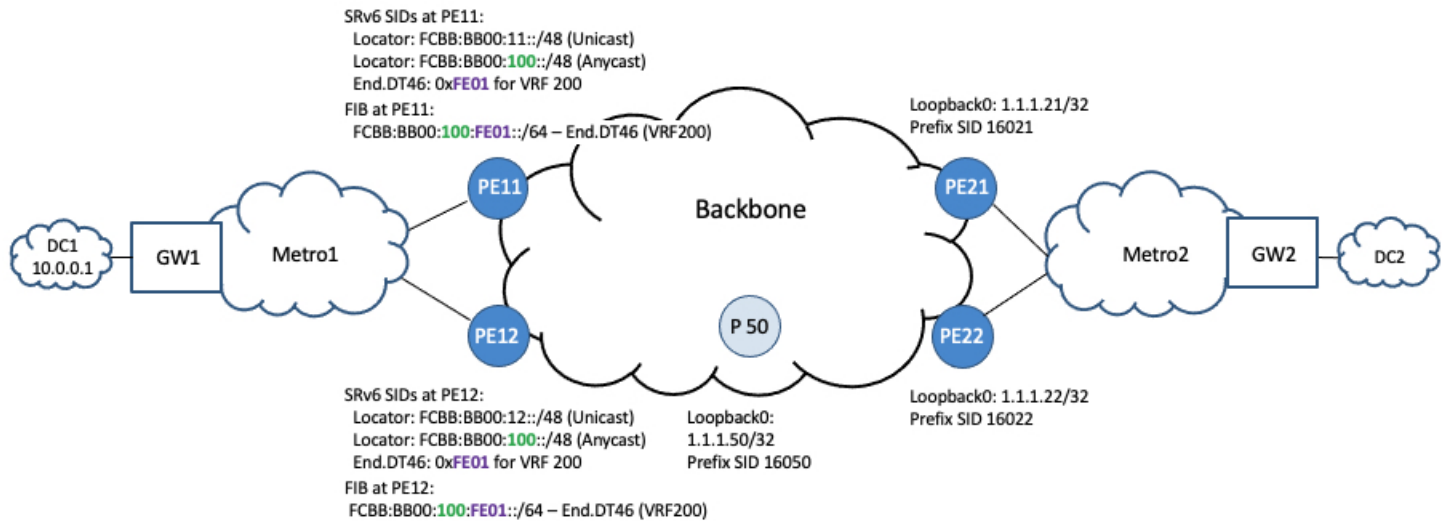 SRv6 SIDs at PE11:
Locator: FCBB:BB00:11::/48 (Unicast)
Locator: FCBB:BB00:100::/48 (Anycast)
End.DT46: 0xFE01 for VRF 200
FIB at PE11:
FCBB:BB00:100:FE01::/64 – End.DT46 (VRF200)
Loopback0: 1.1.1.21/32
Prefix SID 16021
PE11
PE21
Backbone
DC1
10.0.0.1
GW1
Metro1
Metro2
GW2
DC2
PE12
P 50
PE22
SRv6 SIDs at PE12:
Locator: FCBB:BB00:12::/48 (Unicast)
Locator: FCBB:BB00:100::/48 (Anycast)
End.DT46: 0xFE01 for VRF 200
FIB at PE12:
FCBB:BB00:100:FE01::/64 – End.DT46 (VRF200)
Loopback0:
1.1.1.50/32
Prefix SID 16050
Loopback0: 1.1.1.22/32
Prefix SID 16022